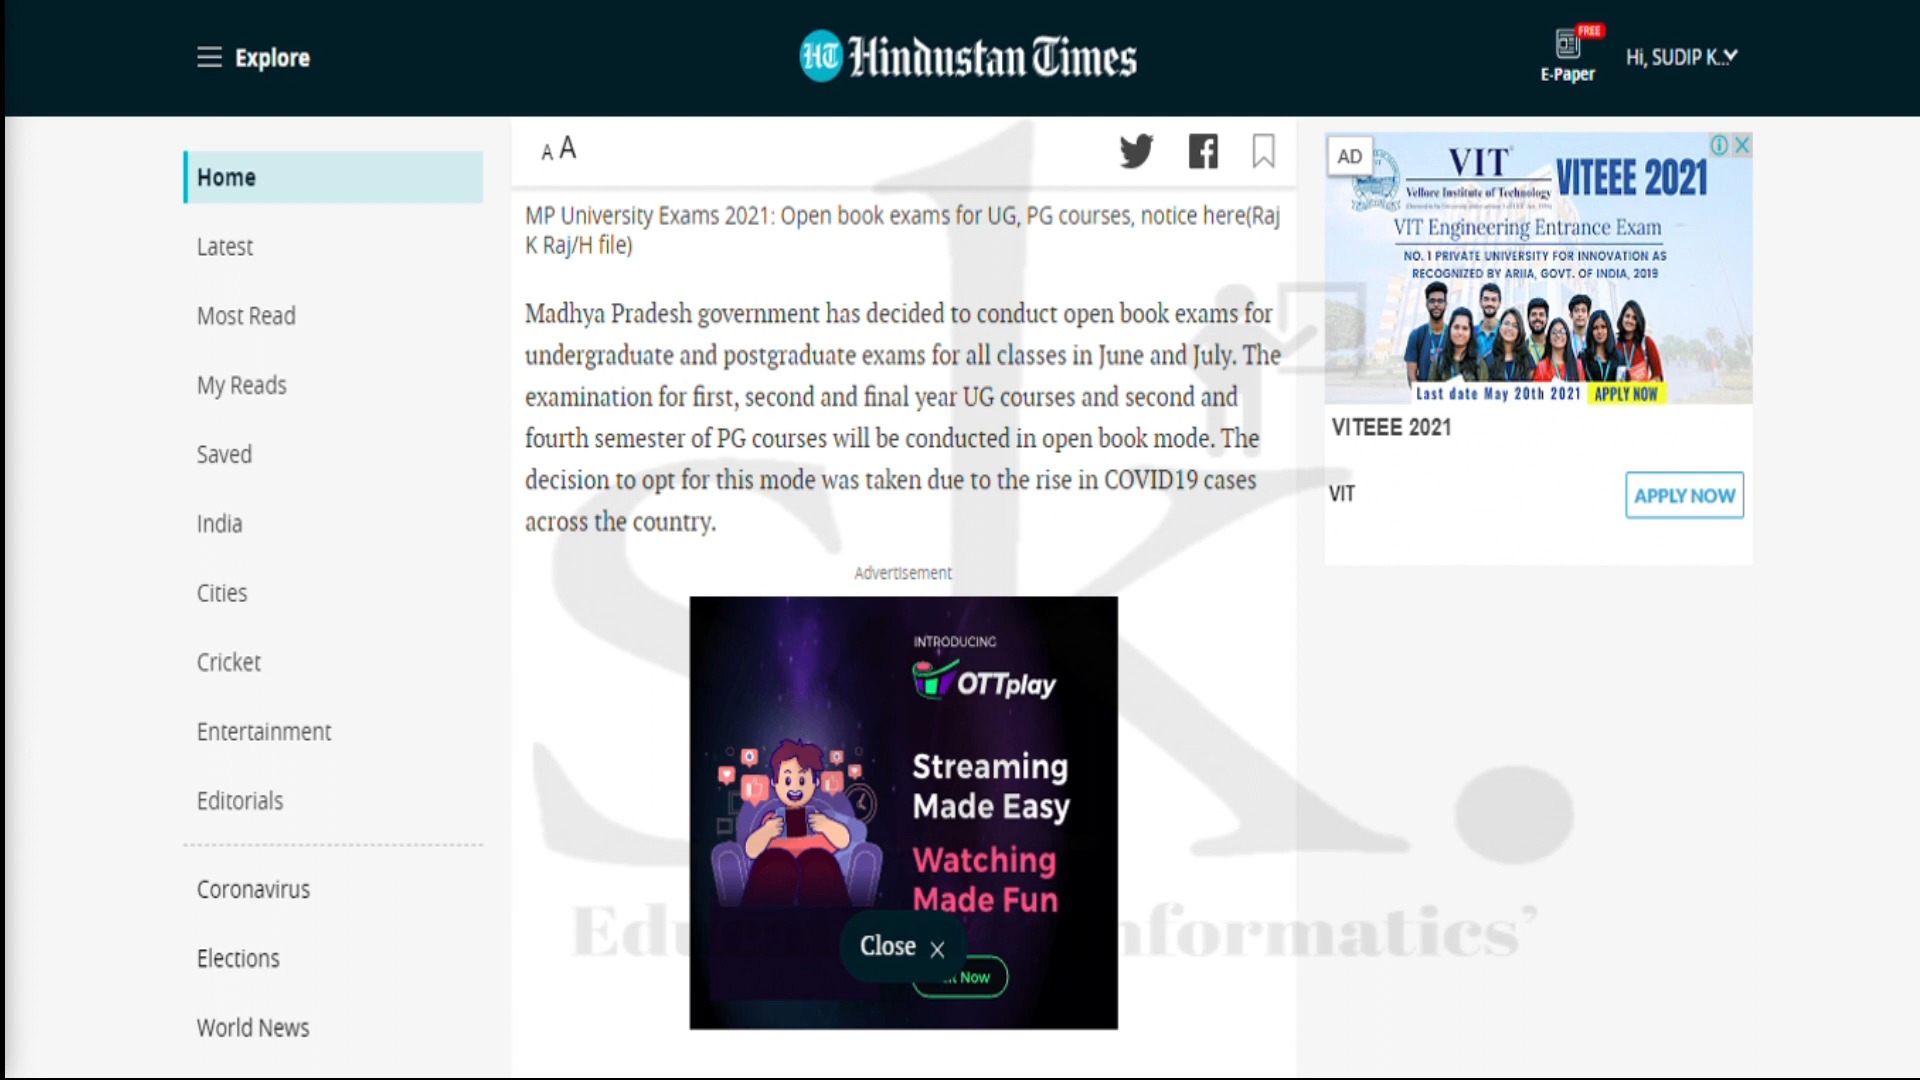 Explore
HT Hindustan Times
FREE
E-Paper
Hi, SUDIP K...
Home
Latest
Most Read
My Reads
Saved
India
Cities
Cricket
Entertainment
Editorials
Coronavirus
Elections
World News
A A
MP University Exams 2021: Open book exams for UG, PG courses, notice here(Raj
K Raj/H file)
Madhya Pradesh government has decided to conduct open book exams for
undergraduate and postgraduate exams for all classes in June and July. The
examination for first, second and final year UG courses and second and
fourth semester of PG courses will be conducted in open book mode. The
decision to opt for this mode was taken due to the rise in COVID19 cases
across the country.
Advertisement
INTRODUCING
OTTplay
Streaming
Made Easy
Watching
Made Fun
Close
Now
AD
VIT
Vellore Institute of Technology
VITEEE 2021
VIT Engineering Entrance Exam
NO. 1 PRIVATE UNIVERSITY FOR INNOVATION AS
RECOGNIZED BY ARIIA, GOVT. OF INDIA, 2019
Last date May 20th 2021 APPLY NOW
VITEEE 2021
VIT
APPLY NOW
Sk.